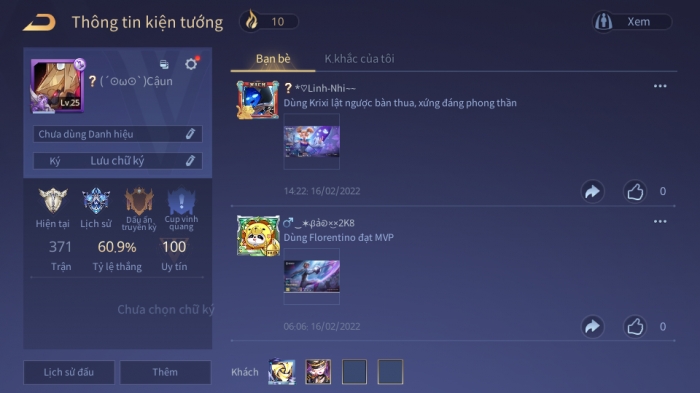 Thông tin kiện tướng
10
Xem
Bạn bè
K.khắc của tôi
Lv.25
?(´⊙ω⊙`)Cậun
Chưa dùng Danh hiệu
Ký Lưu chữ ký
Hiện tại
Lịch sử
Dấu ấn truyền kỳ
Cup vinh quang
371
60,9%
100
Trận
Tỷ lệ thắng
Uy tín
Chưa chọn chữ ký
Lịch sử đấu
Thêm
?*♡Linh-Nhi~~
Dùng Krixi lật ngược bàn thua, xứng đáng phong thần
14:22: 16/02/2022
0
Dùng Florentino đạt MVP
06:06: 16/02/2022
0
Khách